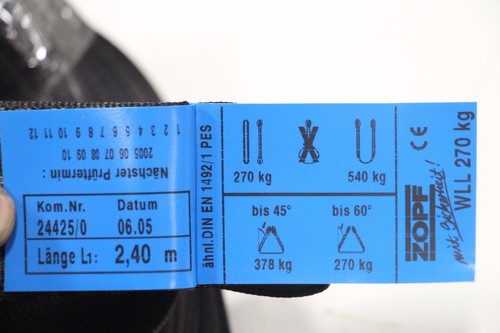 1 2 3 4 5 6 7 8 9 10 11 12
2005 06 07 08 09 10
Nächster Prüftermin :
Kom.Nr. Datum
24425/0 06.05
Länge L1: 2,40 m
ähnl. DIN EN 1492/1 PES
270 kg 540 kg
bis 45° bis 60°
378 kg 270 kg
ZOPF
mit Sicherheit!
CE
WLL 270 kg